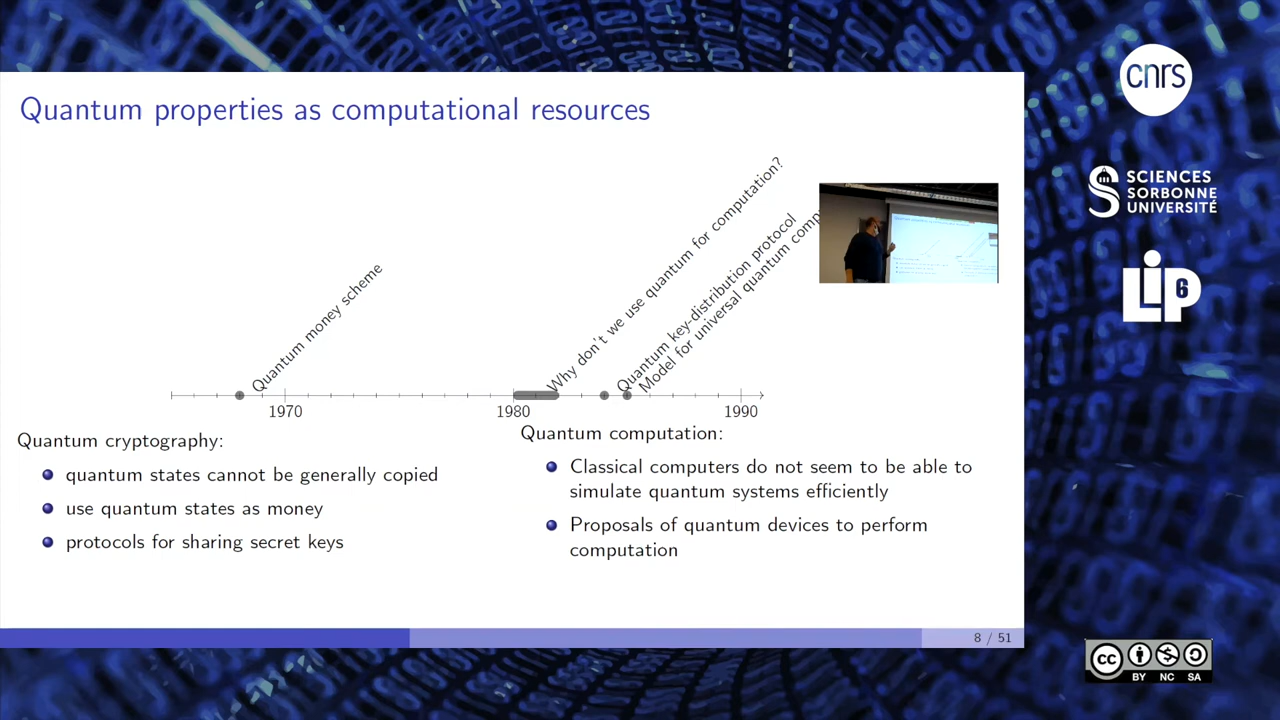 Quantum properties as computational resources
Quantum money scheme
Why don't we use quantum for computation?
Quantum key-distribution protocol
Model for universal quantum comp
1970
1980
1990
Quantum cryptography:
quantum states cannot be generally copied
use quantum states as money
protocols for sharing secret keys
Quantum computation:
Classical computers do not seem to be able to
simulate quantum systems efficiently
Proposals of quantum devices to perform
computation
8 / 51
cnrs
SCIENCES
SORBONNE
UNIVERSITÉ
LIP6
CC BY NC SA